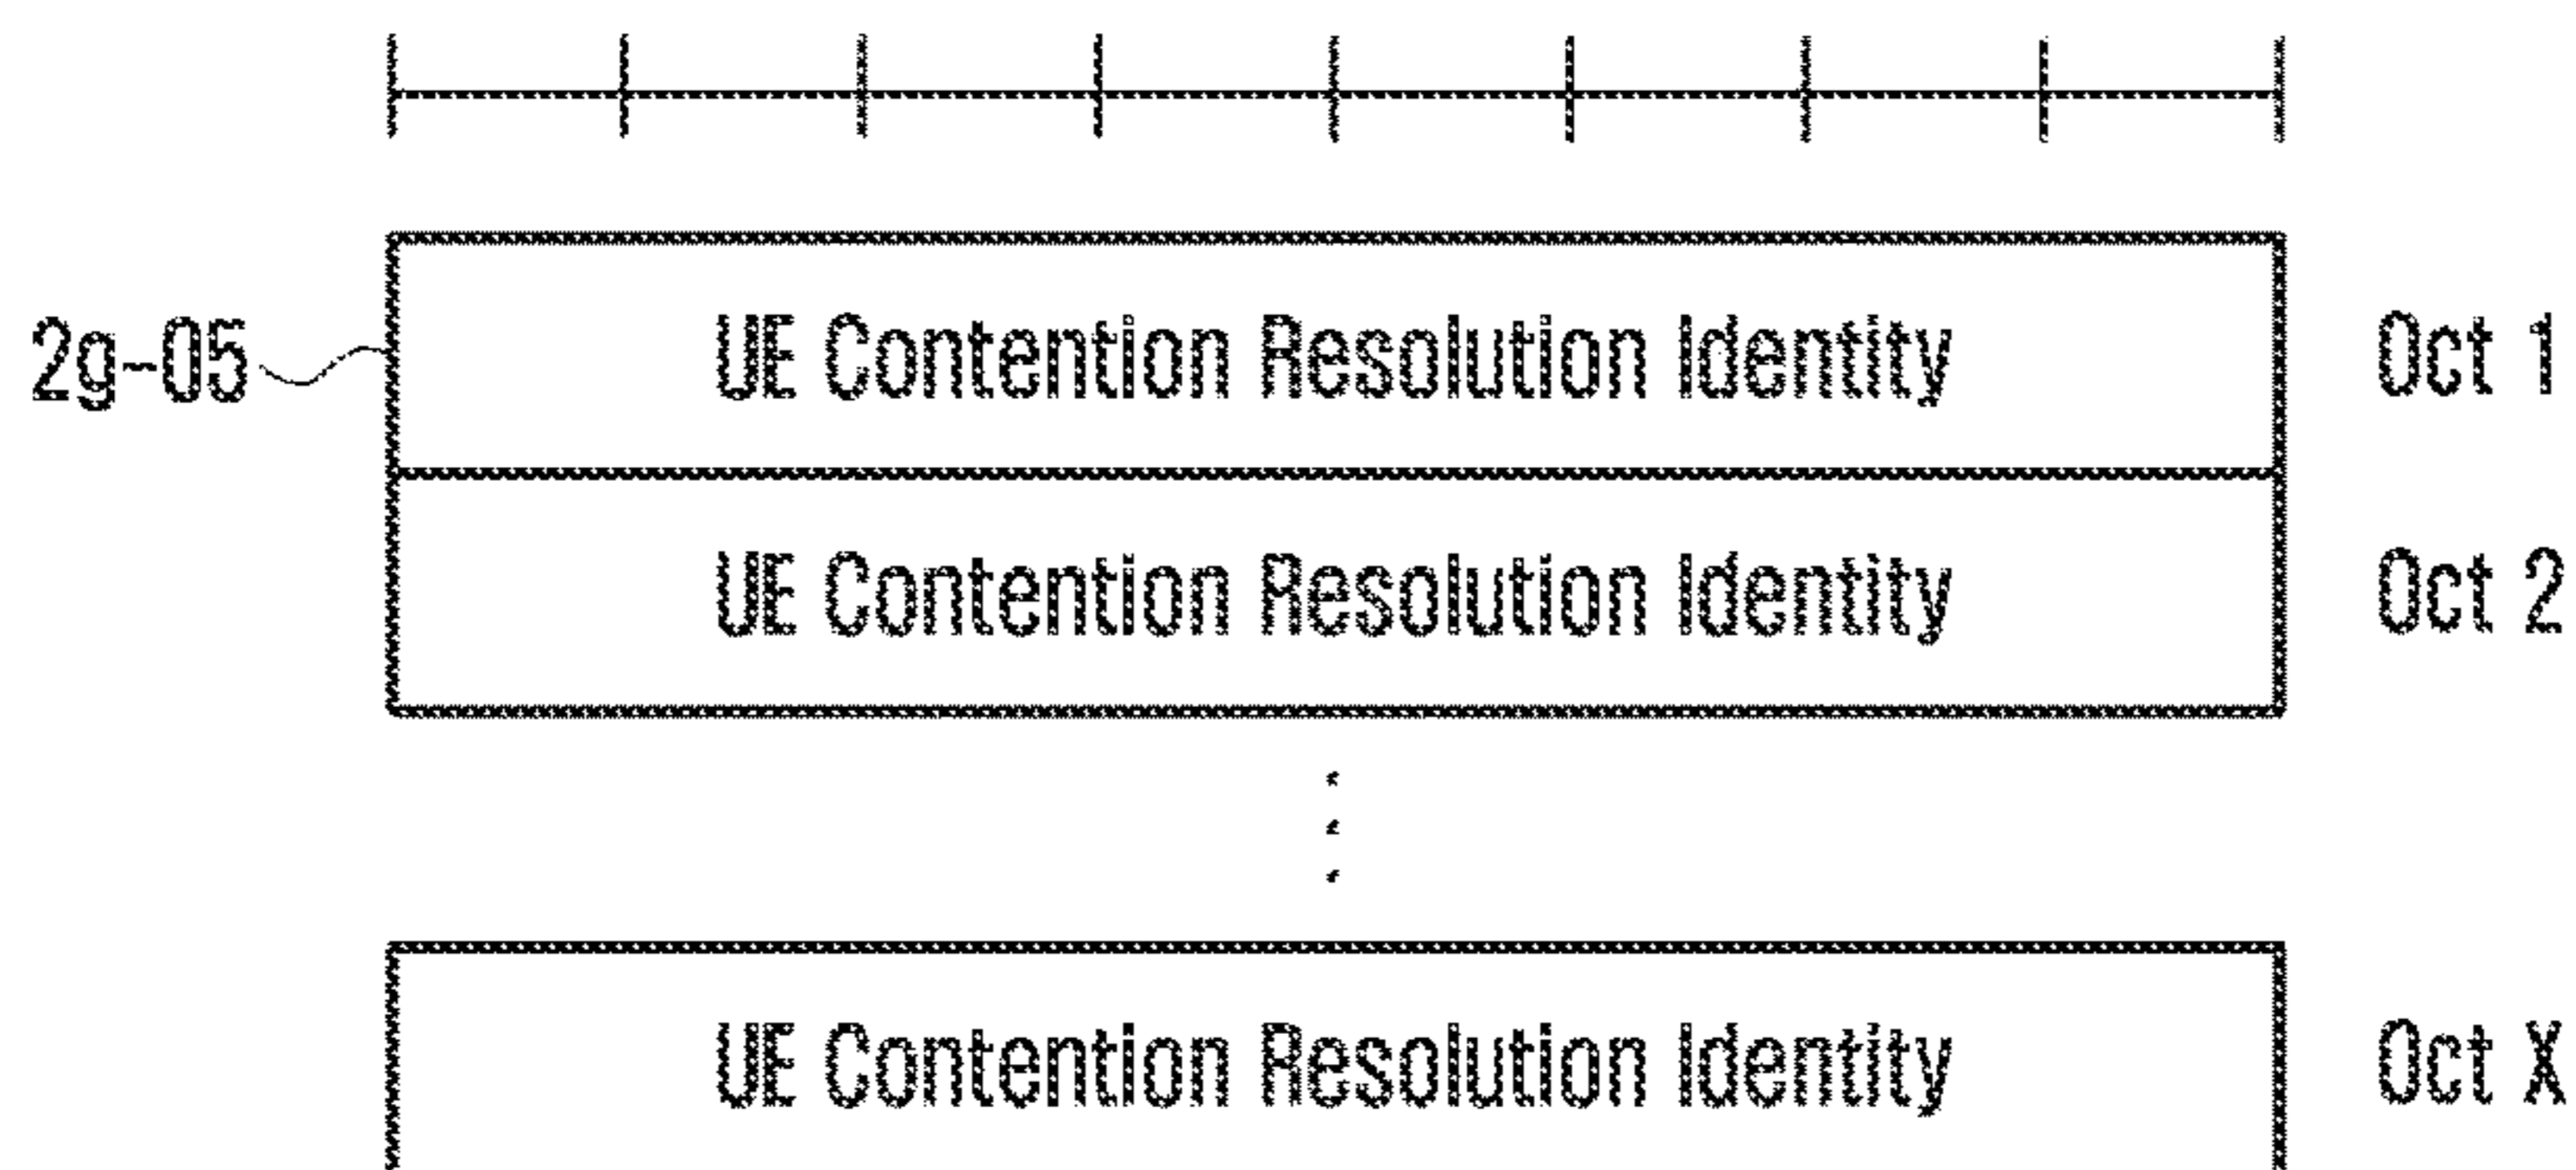 2g-05 UE Contention Resolution Identity Oct 1
UE Contention Resolution Identity Oct 2
UE Contention Resolution Identity Oct X